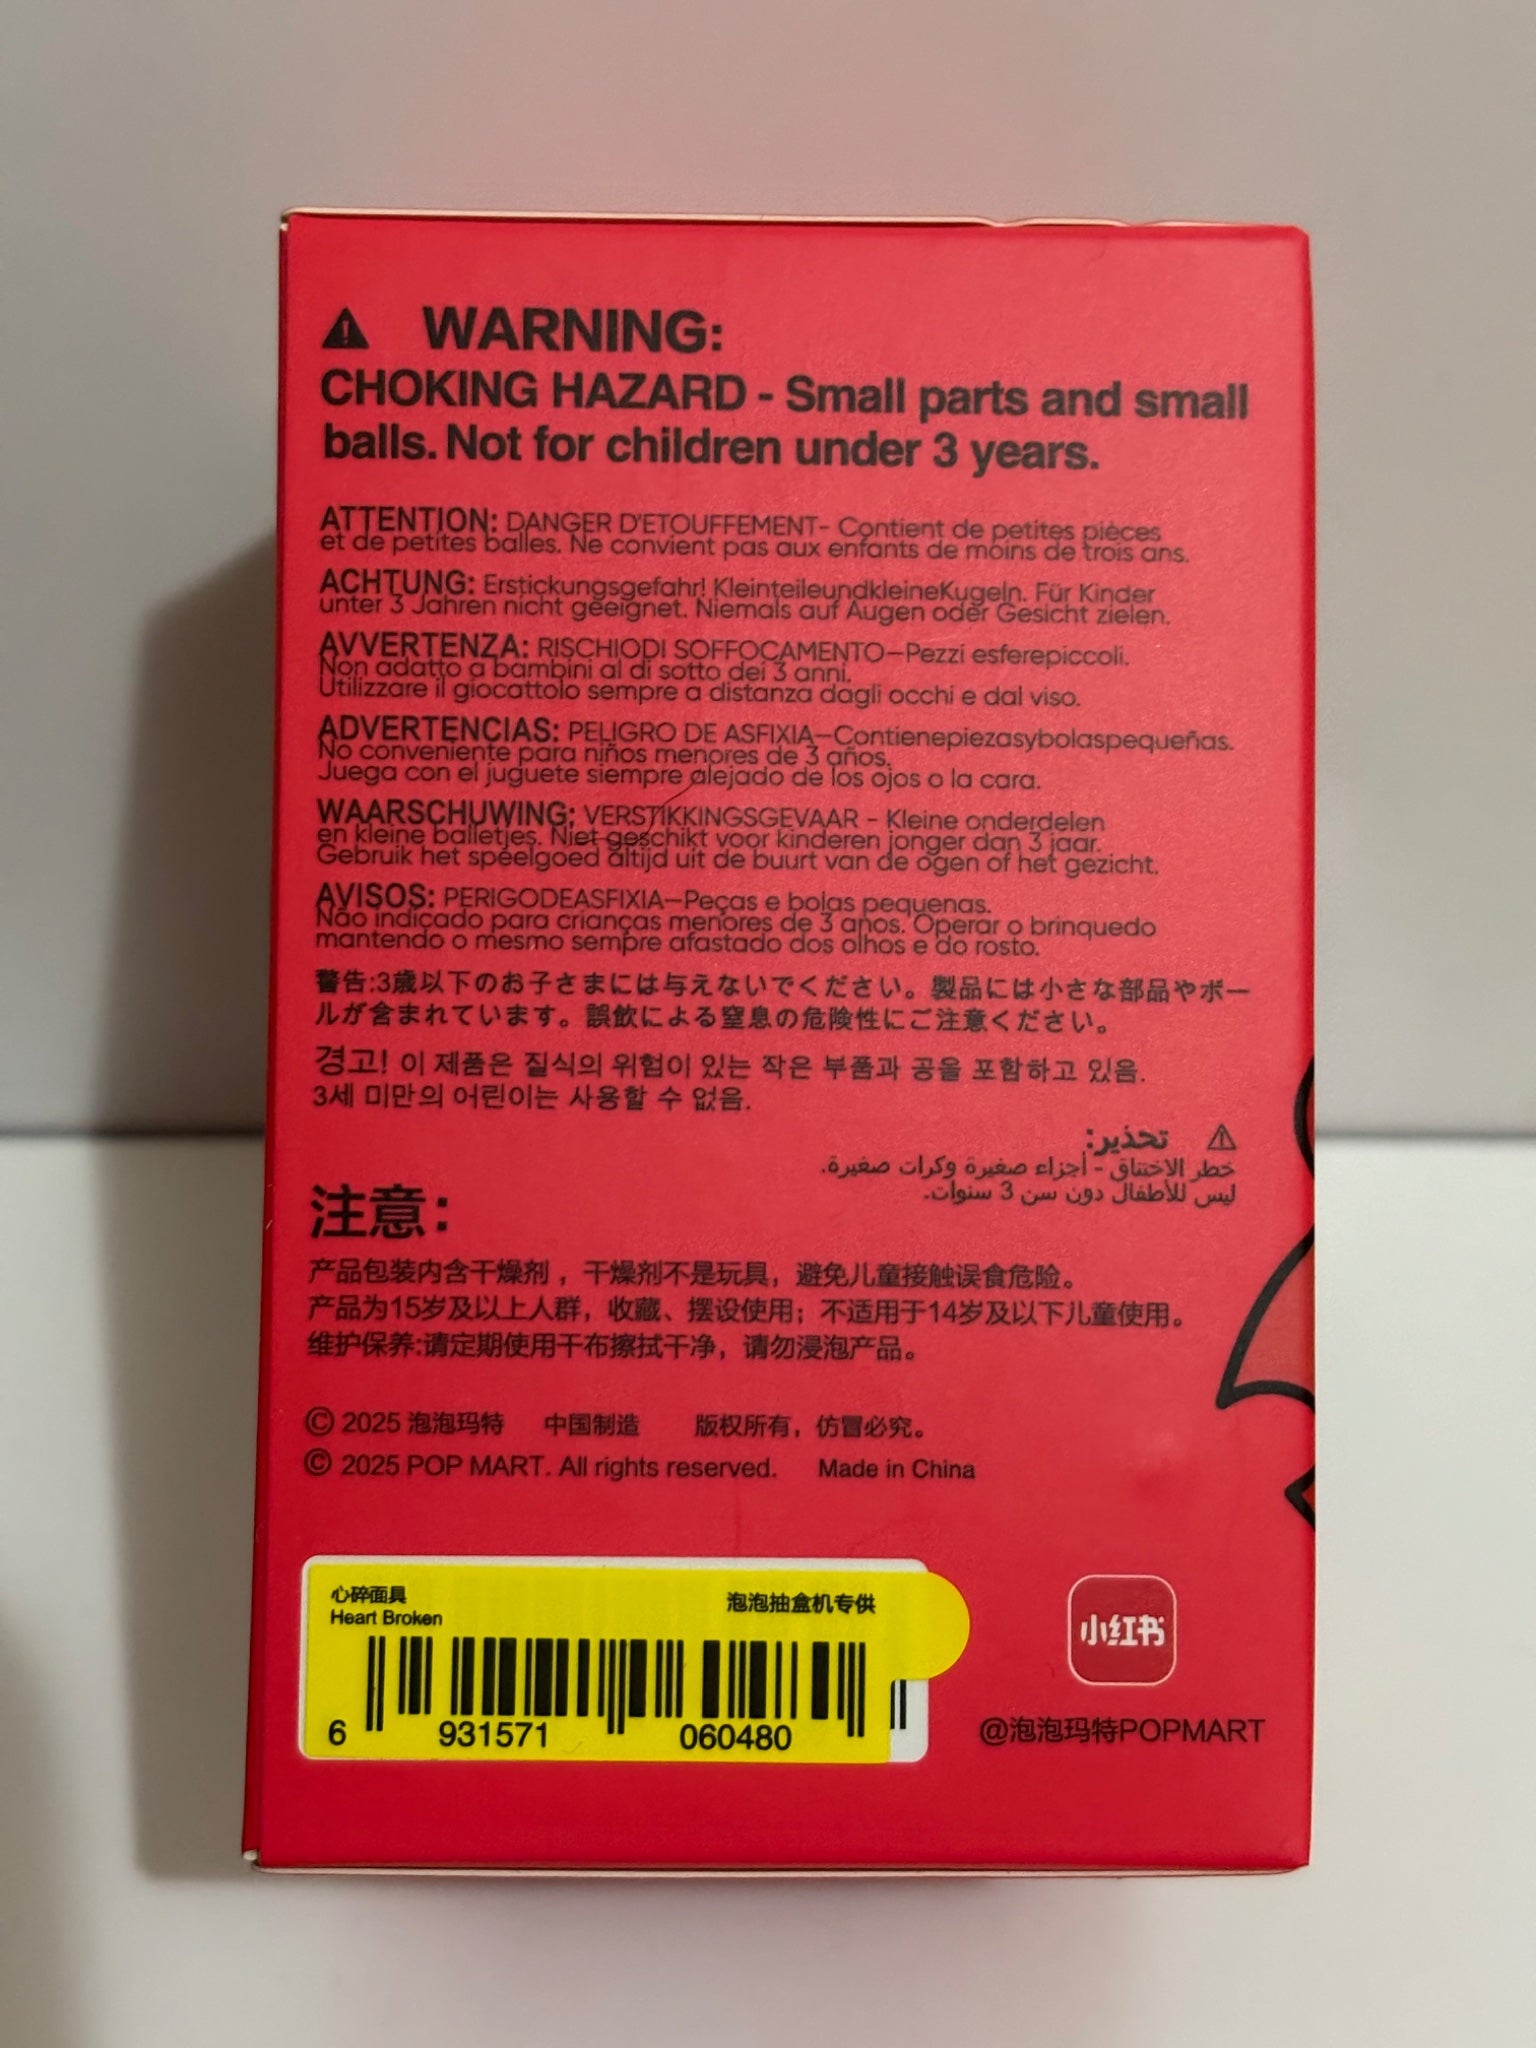 WARNING:
CHOKING HAZARD - Small parts and small
balls. Not for children under 3 years.
ATTENTION: DANGER D'ETOUFFEMENT- Contient de petites pièces
et de petites balles. Ne convient pas aux enfants de moins de trois ans.
ACHTUNG: Erstickungsgefahr! KleinteileundkleineKugeln. Für Kinder
unter 3 Jahren nicht geeignet. Niemals auf Augen oder Gesicht zielen.
AVVERTENZA: RISCHIODI SOFFOCAMENTO—Pezzi esferepiccoli.
Non adatto a bambini al di sotto dei 3 anni.
Utilizzare il giocattolo sempre a distanza dagli occhi e dal viso.
ADVERTENCIAS: PELIGRO DE ASFIXIA—Contienepiezasybolaspequeñas.
No conveniente para niños menores de 3 años.
Juega con el juguete siempre alejado de los ojos o la cara.
WAARSCHUWING: VERSTIKKINGSGEVAAR - Kleine onderdelen
en kleine balletjes. Niet geschikt voor kinderen jonger dan 3 jaar.
Gebruik het speelgoed altijd uit de buurt van de ogen of het gezicht.
AVISOS: PERIGODEASFIXIA—Peças e bolas pequenas.
Não indicado para crianças menores de 3 anos. Operar o brinquedo
mantendo o mesmo sempre afastado dos olhos e do rosto.
警告:3歳以下のお子さまには与えないでください。製品には小さな部品やボー
ルが含まれています。誤飲による窒息の危険性にご注意ください。
경고! 이 제품은 질식의 위험이 있는 작은 부품과 공을 포함하고 있음.
3세 미만의 어린이는 사용할 수 없음.
تحذير:
خطر الاختناق - أجزاء صغيرة وكرات صغيرة.
ليس للأطفال دون سن 3 سنوات.
注意：
产品包装内含干燥剂，干燥剂不是玩具，避免儿童接触误食危险。
产品为15岁及以上人群，收藏、摆设使用；不适用于14岁及以下儿童使用。
维护保养:请定期使用干布擦拭干净，请勿浸泡产品。
© 2025 泡泡玛特 中国制造 版权所有，仿冒必究。
© 2025 POP MART. All rights reserved. Made in China
心碎面具 泡泡抽盒机专供
Heart Broken
6 931571 060480
小红书
@泡泡玛特POPMART